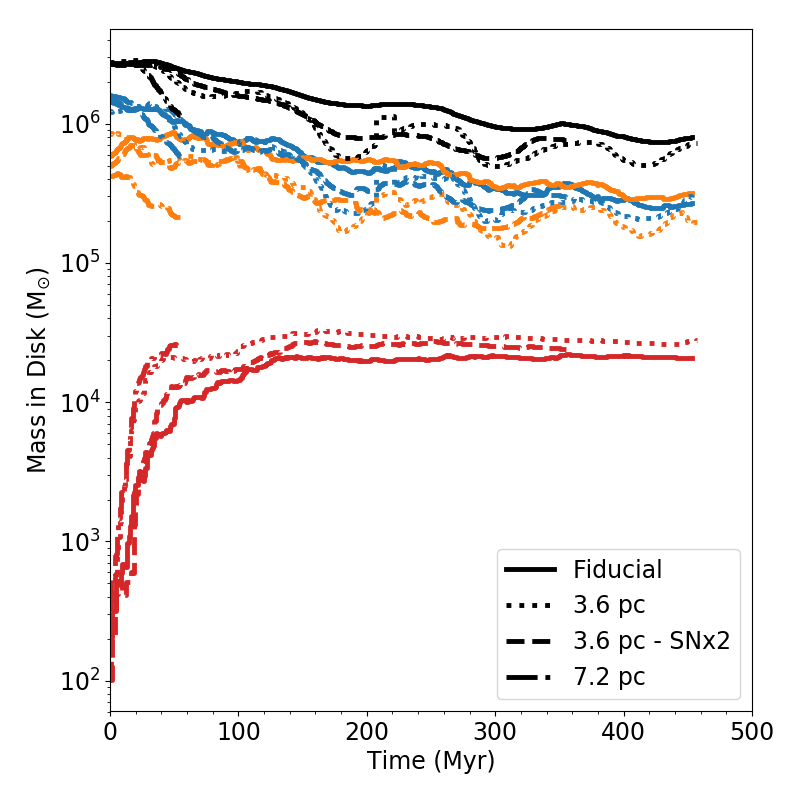 10⁶
10⁵
10⁴
10³
10²
Mass in Disk (M⊙)
0 100 200 300 400 500
Time (Myr)
Fiducial
3.6 pc
3.6 pc - SNx2
7.2 pc